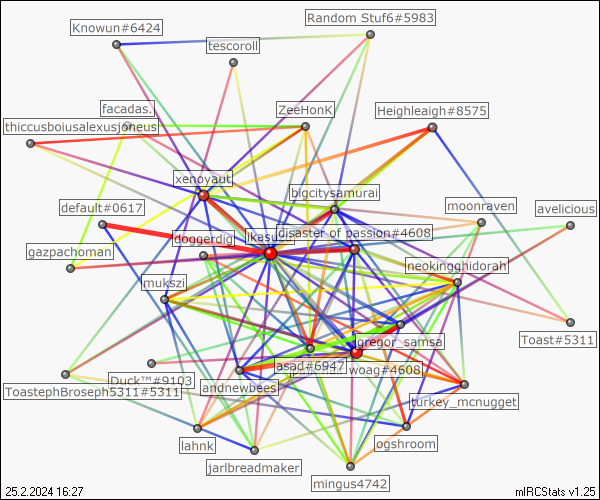 Random Stuf6#5983
Knowun#6424
tescoroll
facadas.
ZeeHonK
Heighleaigh#8575
thiccusboiusalexusjoneus
xenovaut
bigcitysamurai
default#0617
moonraven
avelicious
doggerdig
disaster of passion#4608
gazpachoman
ineokingghidorah
mukszi
gregor_samsa
Toast#5311
asad#6947
woag#4608
Duck™#9103
andnewbees
ToastephBroseph5311#5311
turkey_mcnugget
lahnk
ogshroom
jarlbreadmaker
mingus4742
25.2.2024 16:27
mIRCStats v1.25